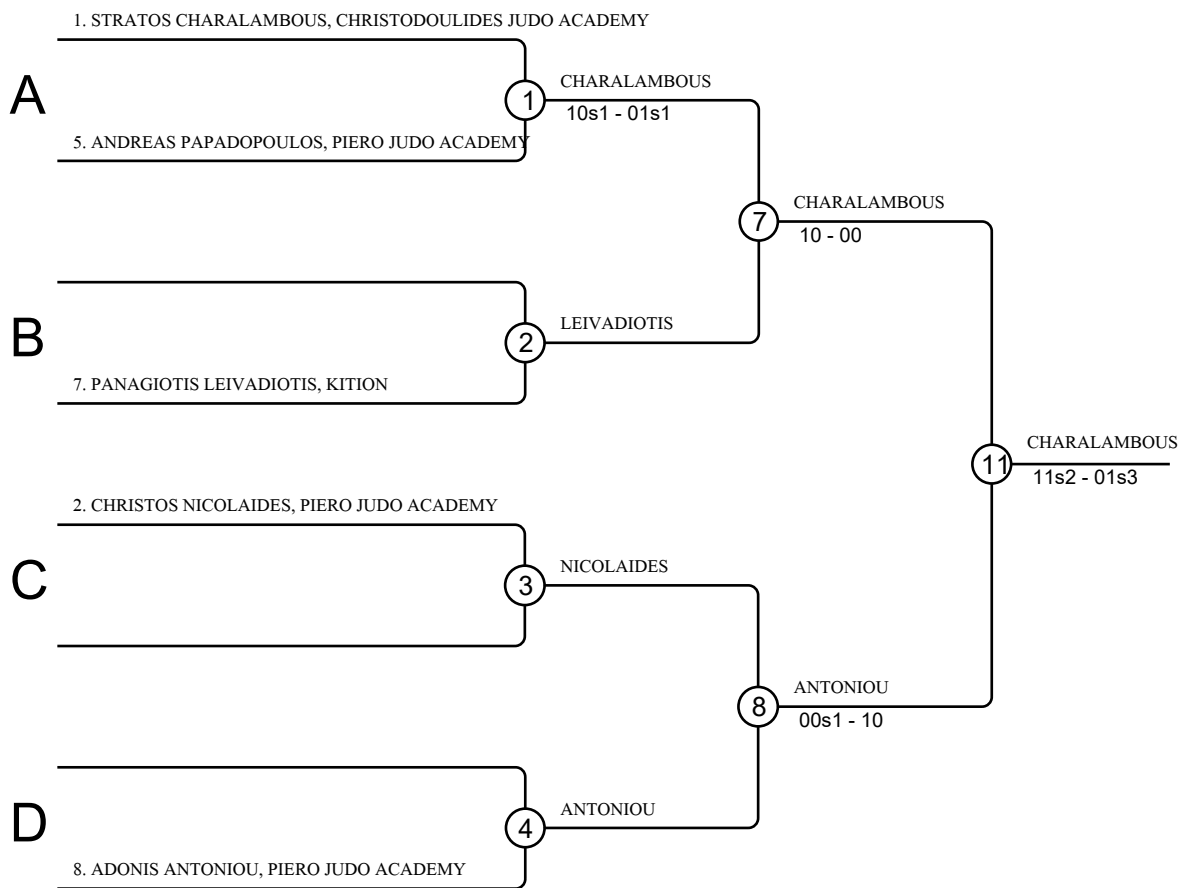 1. STRATOS CHARALAMBOUS, CHRISTODOULIDES JUDO ACADEMY
A
1
CHARALAMBOUS
10s1 - 01s1
5. ANDREAS PAPADOPOULOS, PIERO JUDO ACADEMY
7
CHARALAMBOUS
10 - 00
B
2
LEIVADIOTIS
7. PANAGIOTIS LEIVADIOTIS, KITION
11
CHARALAMBOUS
11s2 - 01s3
2. CHRISTOS NICOLAIDES, PIERO JUDO ACADEMY
C
3
NICOLAIDES
8
ANTONIOU
00s1 - 10
D
4
ANTONIOU
8. ADONIS ANTONIOU, PIERO JUDO ACADEMY